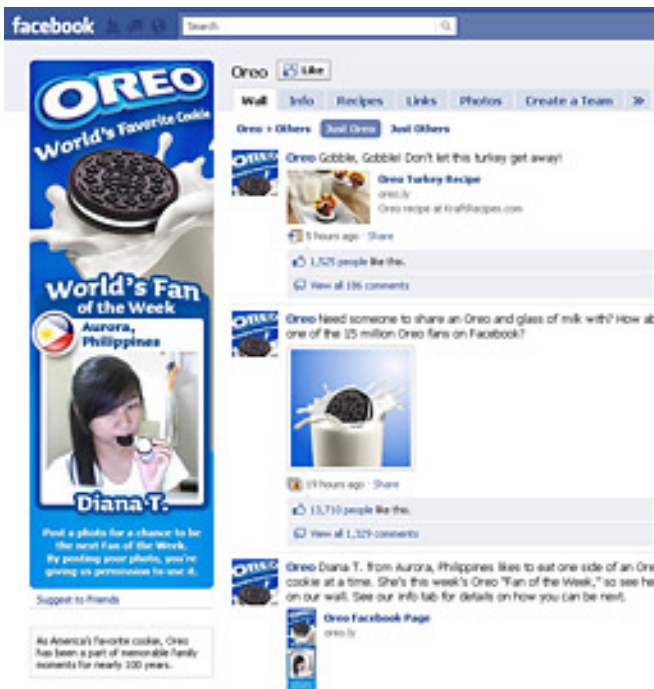 facebook
Search
OREO
World's Favorite Cookie
World's Fan
of the Week
Aurora,
Philippines
Diana T.
Post a photo for a chance to be
the next Fan of the Week.
By posting your photo, you're
giving us permission to use it.
Suggest to Friends
As America's favorite cookie, Oreo
has been a part of memorable family
moments for nearly 100 years.
Oreo Like
Wall Info Recipes Links Photos Create a Team »
Oreo + Others Just Oreo Just Others
Oreo Gobble, Gobble! Don't let this turkey get away!
Oreo Turkey Recipe
oreo.ly
Oreo recipe at KraftRecipes.com
5 hours ago · Share
1,525 people like this.
View all 186 comments
Oreo Need someone to share an Oreo and glass of milk with? How ab
one of the 15 million Oreo fans on Facebook?
19 hours ago · Share
13,710 people like this.
View all 1,329 comments
Oreo Diana T. from Aurora, Philippines likes to eat one side of an Ore
cookie at a time. She's this week's Oreo "Fan of the Week," so see he
on our wall. See our info tab for details on how you can be next.
Oreo Facebook Page
oreo.ly